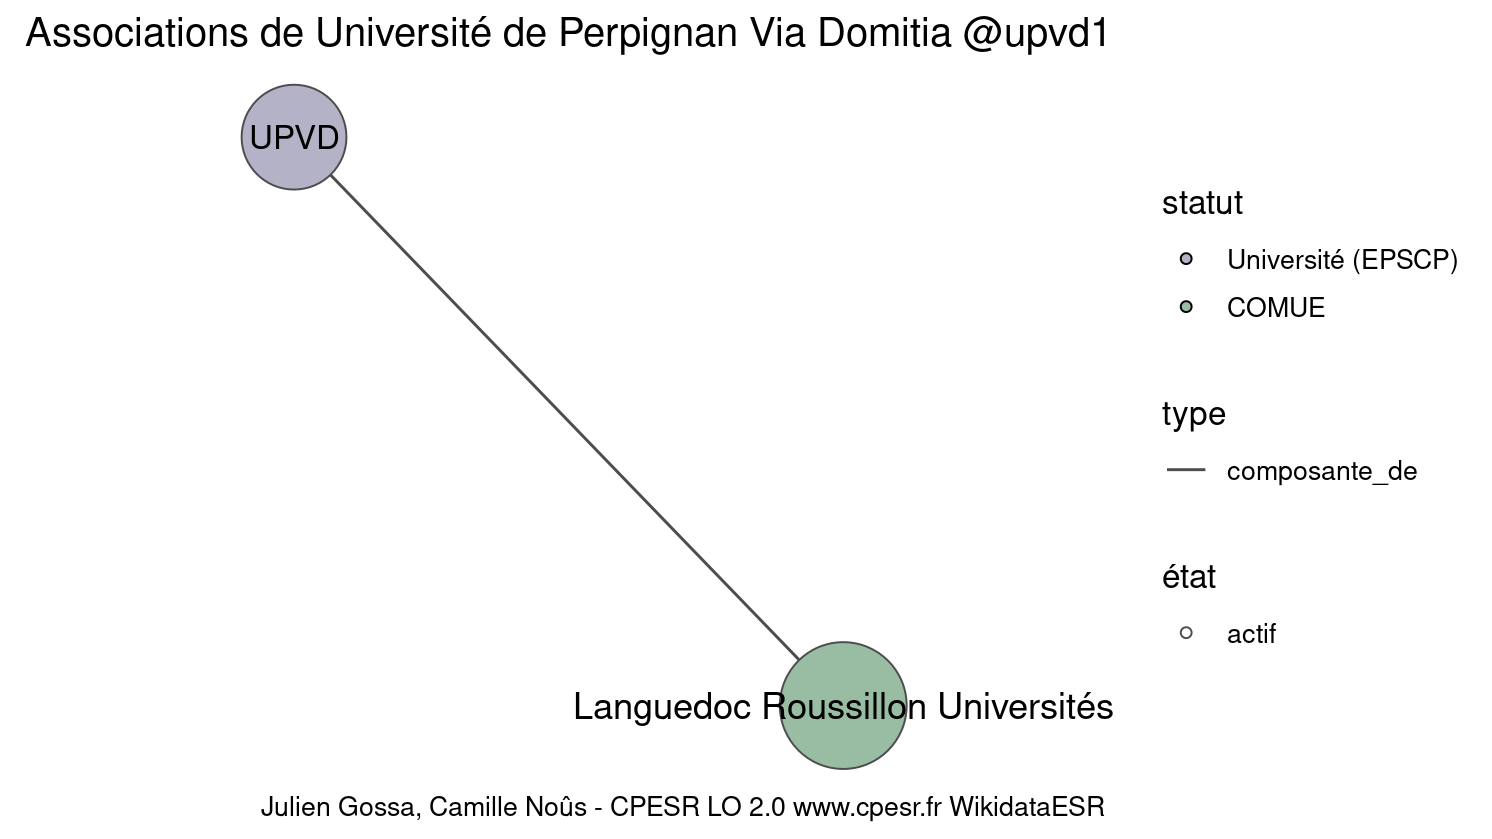 Associations de Université de Perpignan Via Domitia @upvd1
UPVD
statut
Université (EPSCP)
COMUE
type
composante_de
état
actif
Languedoc Roussillon Universités
Julien Gossa, Camille Noûs - CPESR LO 2.0 www.cpesr.fr WikidataESR